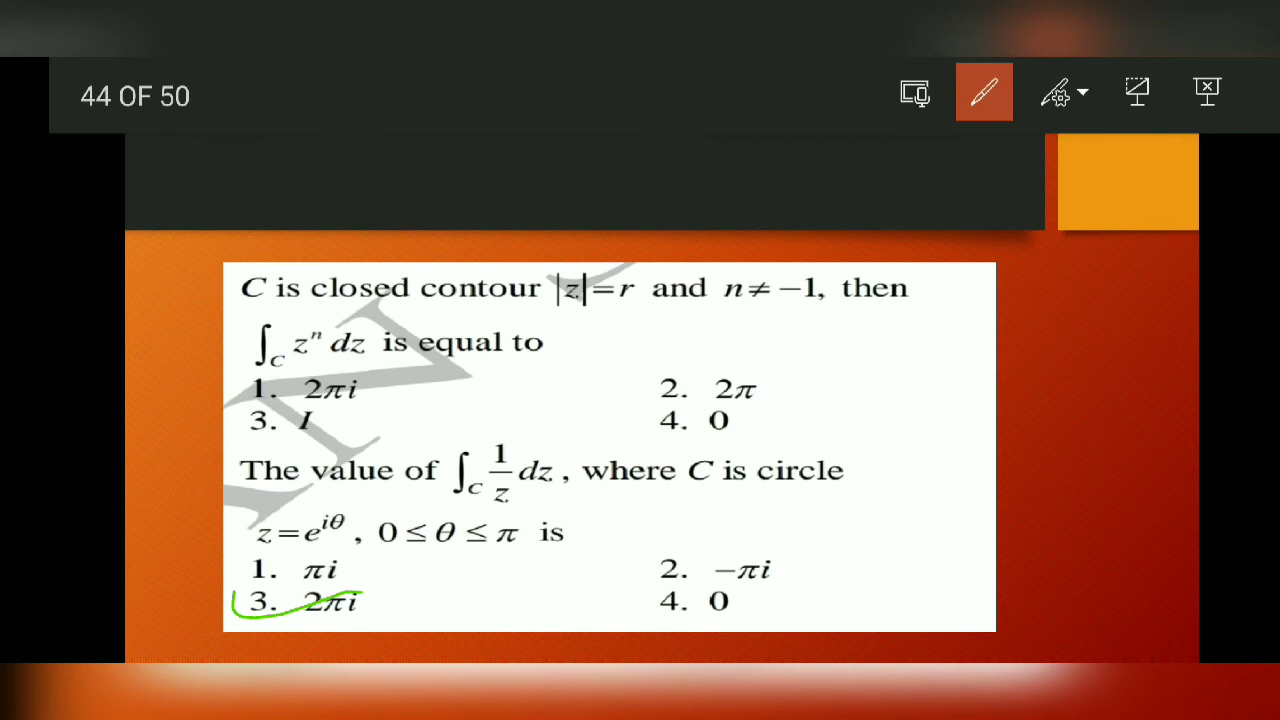 44 OF 50
C is closed contour |z|=r and n≠−1, then
∫_C zⁿ dz is equal to
1. 2πi 2. 2π
3. I 4. 0
The value of ∫_C 1/z dz, where C is circle
z=e^{iθ}, 0≤θ≤π is
1. πi 2. −πi
3. 2πi 4. 0